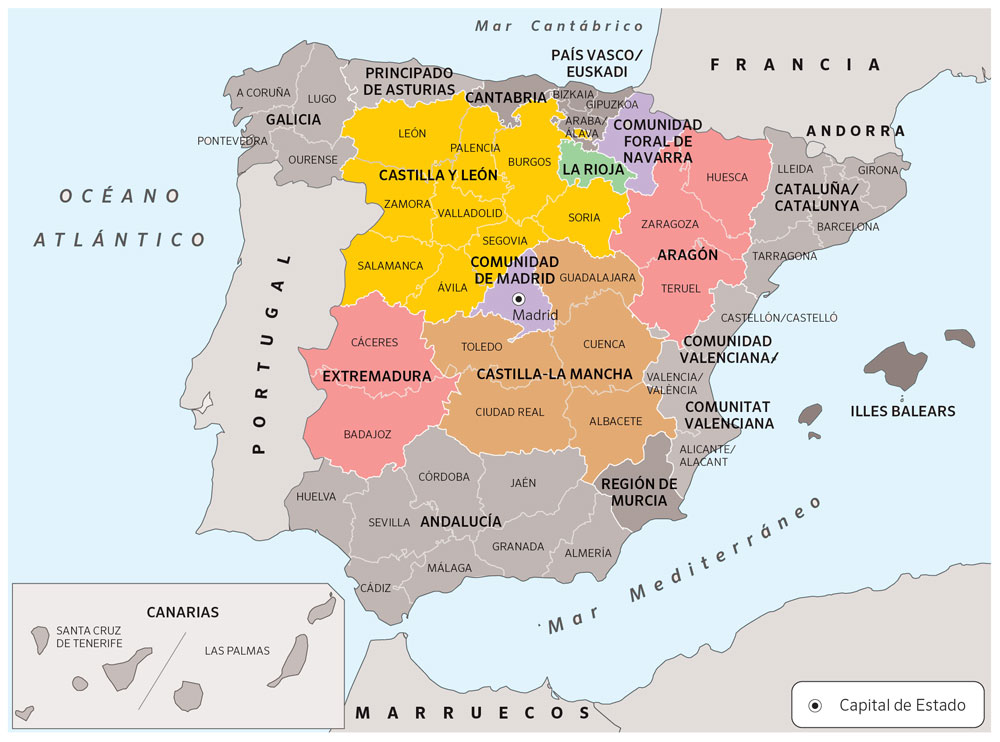 Mar Cantábrico
FRANCIA
PAÍS VASCO/
EUSKADI
PRINCIPADO
DE ASTURIAS
CANTABRIA
BIZKAIA
GIPUZKOA
A CORUÑA
LUGO
GALICIA
PONTEVEDRA
OURENSE
ARABA/
ÁLAVA
COMUNIDAD
FORAL DE
NAVARRA
ANDORRA
LEÓN
PALENCIA
BURGOS
LA RIOJA
CASTILLA Y LEÓN
HUESCA
LLEIDA
GIRONA
CATALUÑA/
CATALUNYA
BARCELONA
TARRAGONA
OCÉANO
ATLÁNTICO
ZAMORA
VALLADOLID
SORIA
ZARAGOZA
SEGOVIA
ARAGÓN
SALAMANCA
ÁVILA
COMUNIDAD
DE MADRID
Madrid
GUADALAJARA
TERUEL
PORTUGAL
CASTELLÓN/CASTELLÓ
CÁCERES
TOLEDO
CUENCA
COMUNIDAD
VALENCIANA/
EXTREMADURA
CASTILLA-LA MANCHA
VALENCIA/
VALÈNCIA
COMUNITAT
VALENCIANA
ILLES BALEARS
BADAJOZ
CIUDAD REAL
ALBACETE
ALICANTE/
ALACANT
CÓRDOBA
JAÉN
REGIÓN DE
MURCIA
HUELVA
SEVILLA
ANDALUCÍA
GRANADA
ALMERÍA
MÁLAGA
CÁDIZ
Mar Mediterráneo
CANARIAS
SANTA CRUZ
DE TENERIFE
LAS PALMAS
MARRUECOS
Capital de Estado